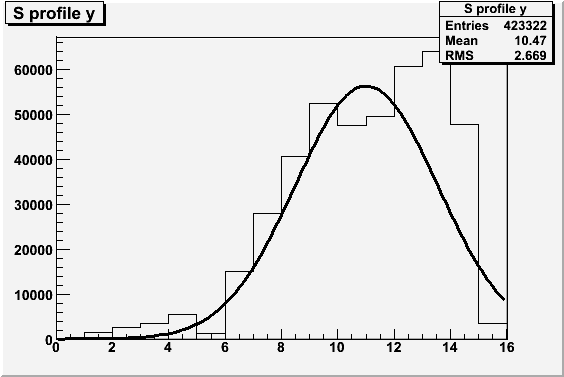 S profile y
S profile y
Entries 423322
Mean 10.47
RMS 2.669
60000
50000
40000
30000
20000
10000
0
0 2 4 6 8 10 12 14 16